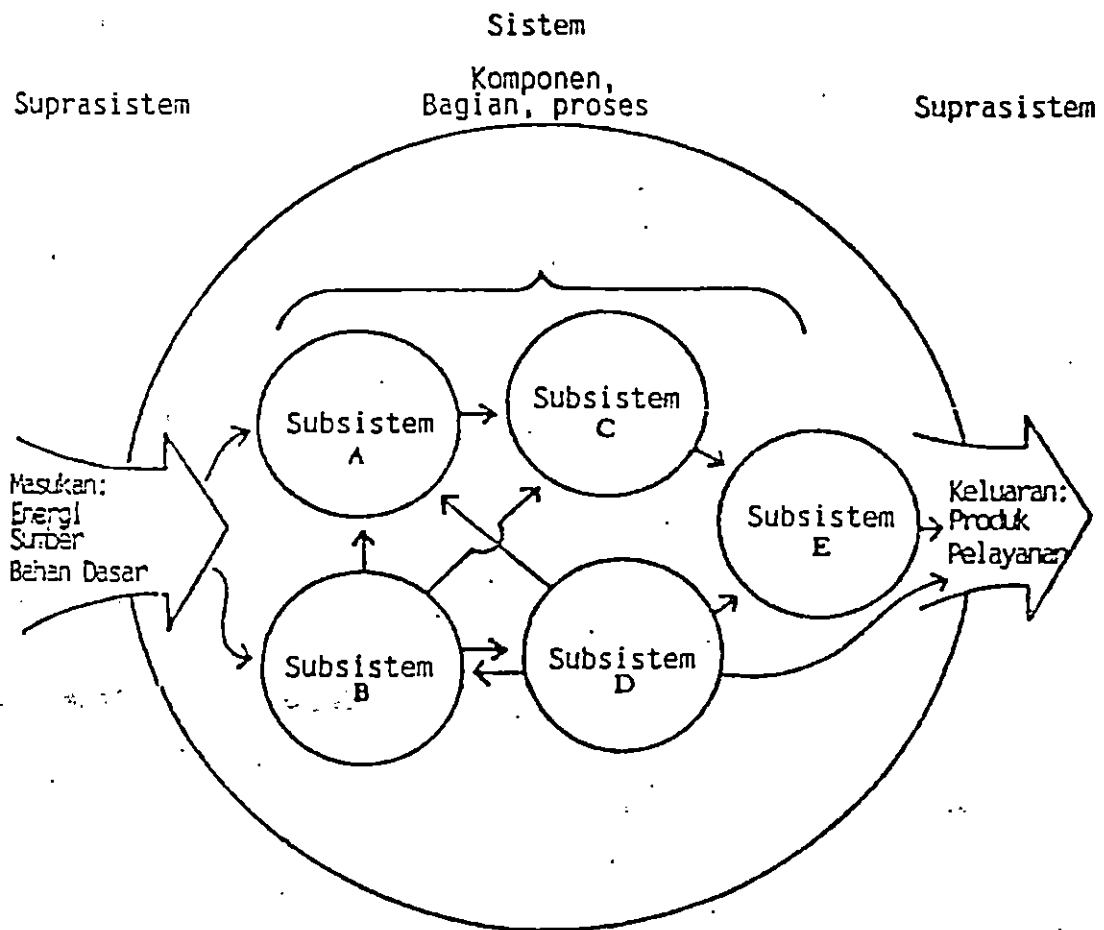 Sistem
Suprasistem
Komponen,
Bagian, proses
Suprasistem
Subsistem
A
Subsistem
C
Masukan:
Energi
Sumber
Bahan Dasar
Subsistem
E
Keluaran:
Produk
Pelayanan
Subsistem
B
Subsistem
D